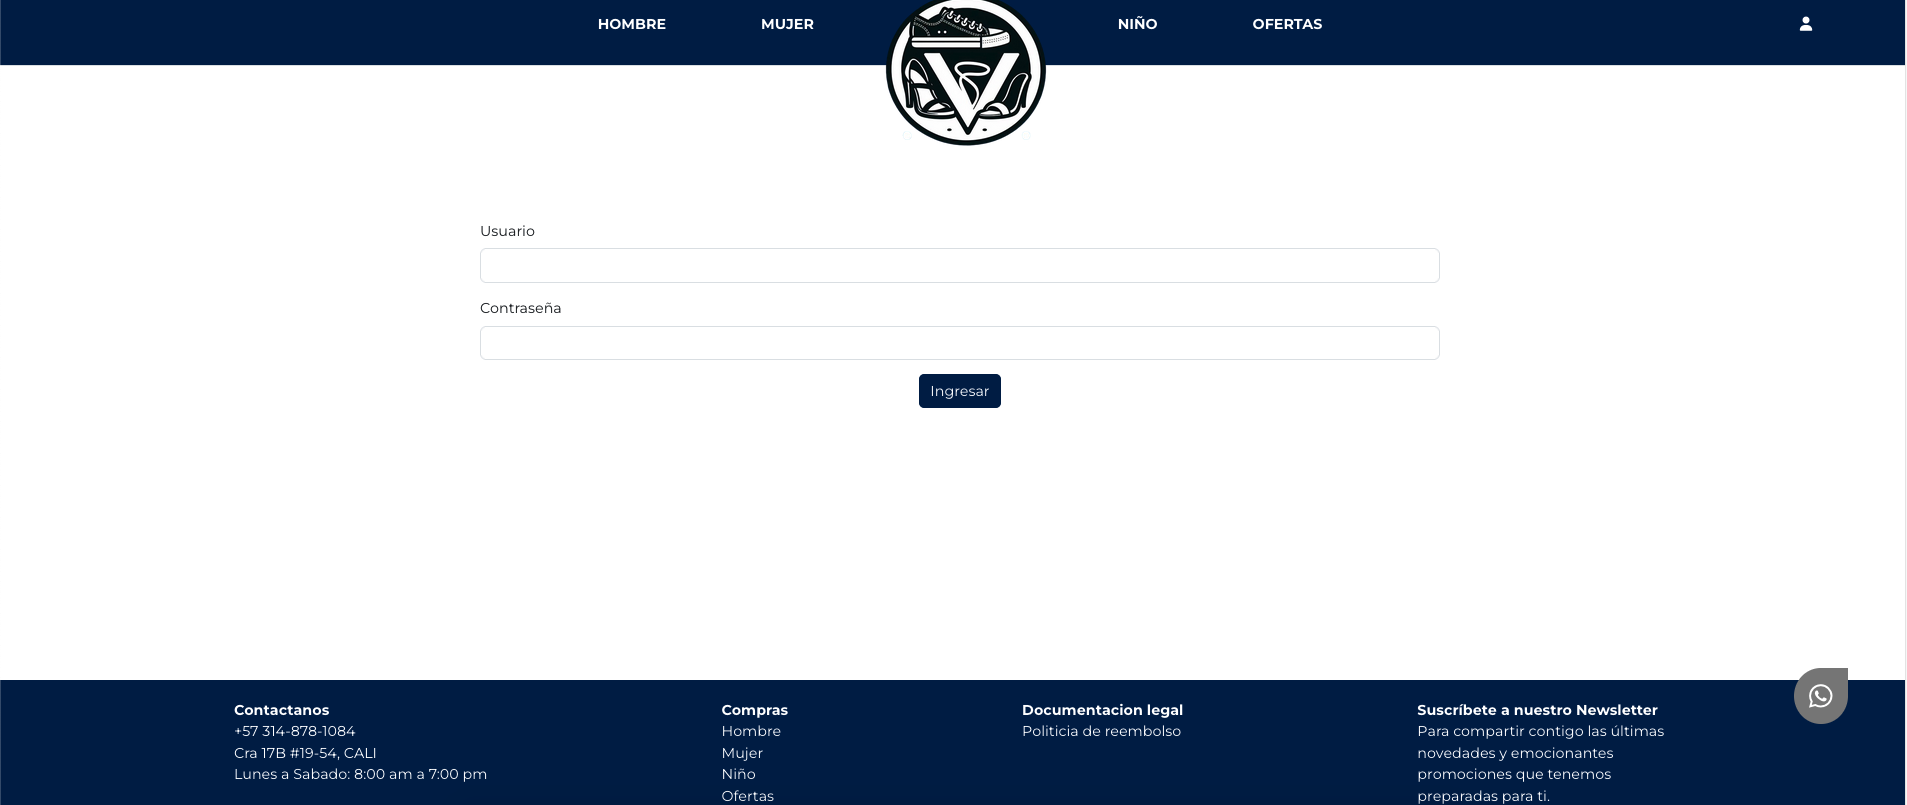 HOMBRE MUJER NIÑO OFERTAS
Usuario
Contraseña
Ingresar
Contactanos
+57 314-878-1084
Cra 17B #19-54, CALI
Lunes a Sabado: 8:00 am a 7:00 pm
Compras
Hombre
Mujer
Niño
Ofertas
Documentacion legal
Politicia de reembolso
Suscríbete a nuestro Newsletter
Para compartir contigo las últimas
novedades y emocionantes
promociones que tenemos
preparadas para ti.